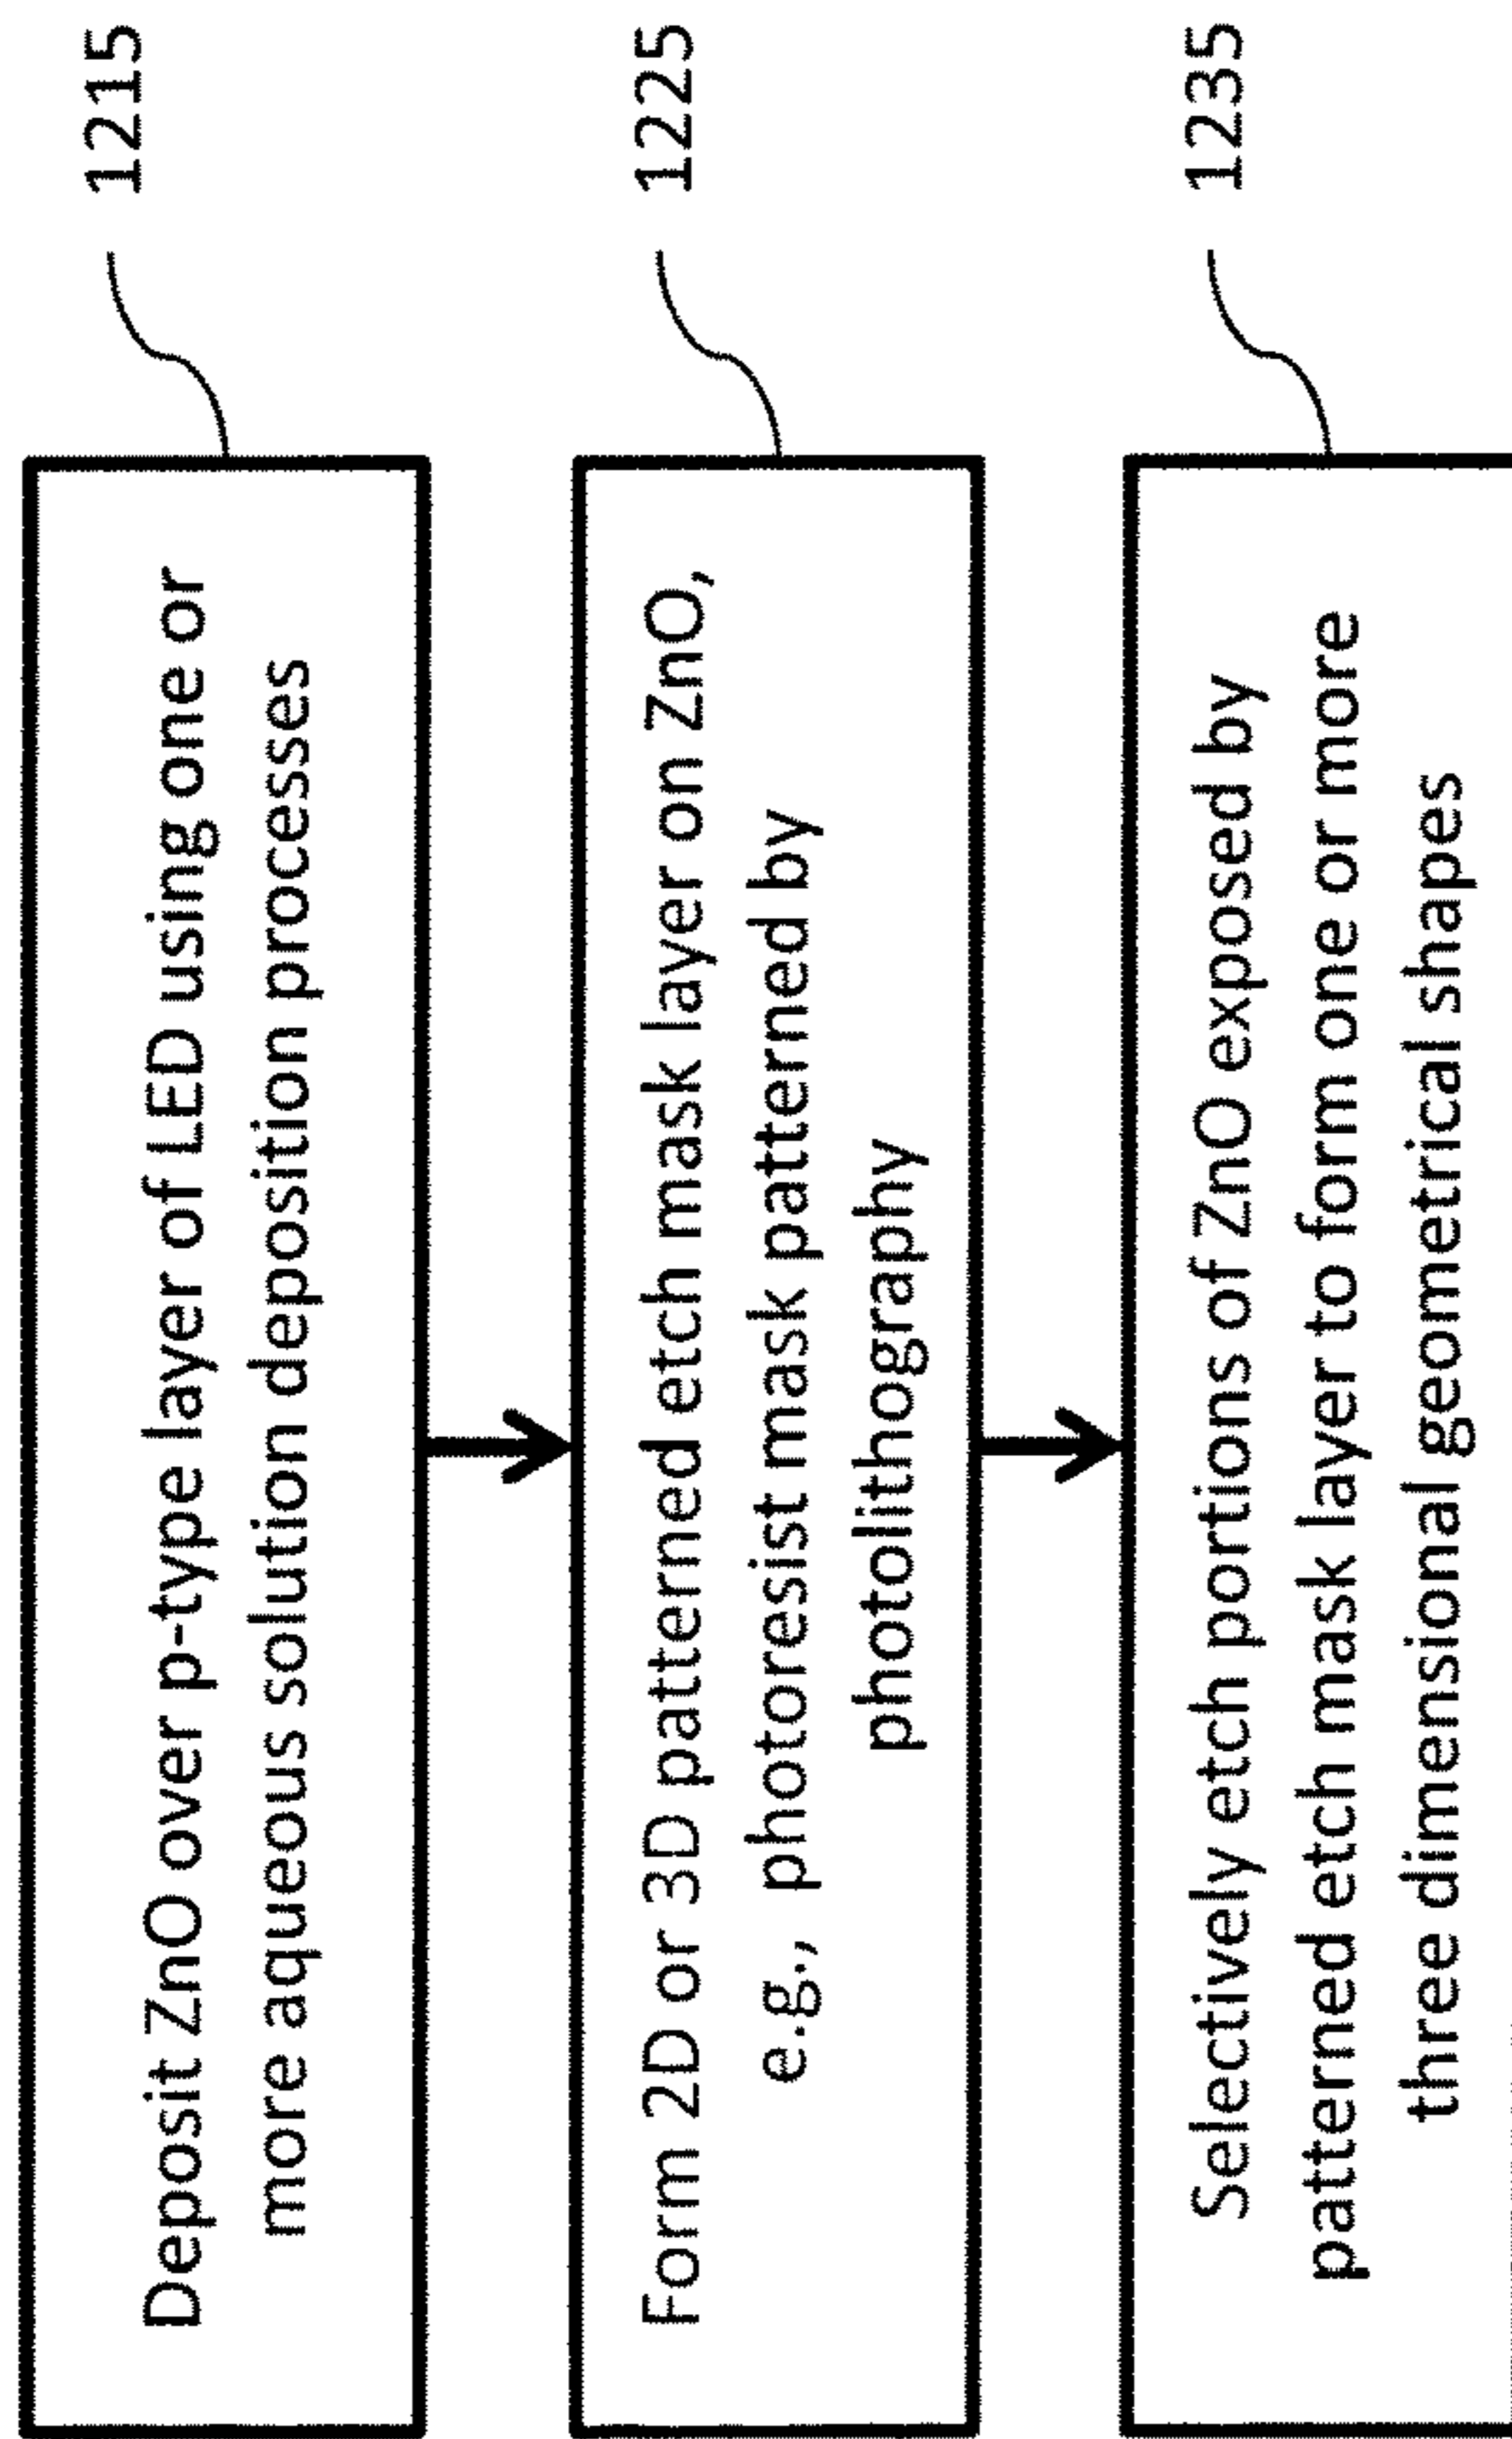 Deposit ZnO over p-type layer of LED using one or
more aqueous solution deposition processes
1215
Form 2D or 3D patterned etch mask layer on ZnO,
e.g., photoresist mask patterned by
photolithography
1225
Selectively etch portions of ZnO exposed by
patterned etch mask layer to form one or more
three dimensional geometrical shapes
1235